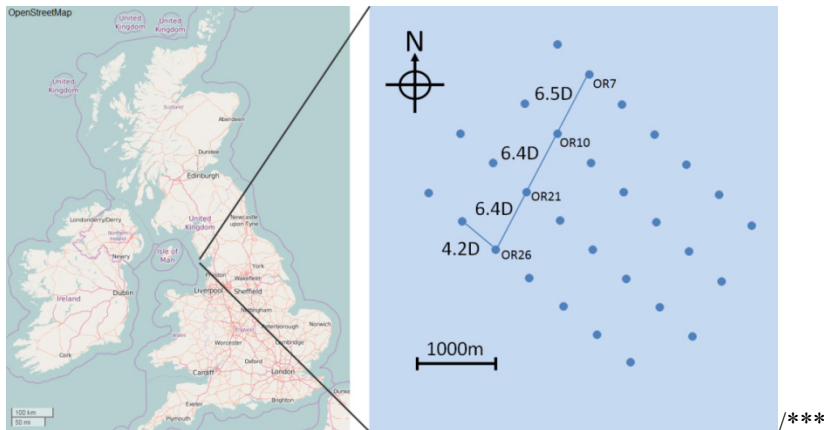 OpenStreetMap
United
Kingdom
United
Kingdom
United
Kingdom
Scotland
Aberdeen
Dundee
Edinburgh
Londonderry/Derry
Northern
Ireland
United
Kingdom
Newcastle
upon Tyne
Isle of
Man
Newry
York
Preston
Wakefield
Ireland
Dublin
Liverpool
Sheffield
Nottingham
Peterborough
Norwich
Wales
England
Worcester
Cambridge
Cork
Oxford
Cardiff
London
Brighton
Exeter
Plymouth
100 km
50 mi
N
6.5D
OR7
6.4D
OR10
6.4D
OR21
4.2D
OR26
1000m
/***